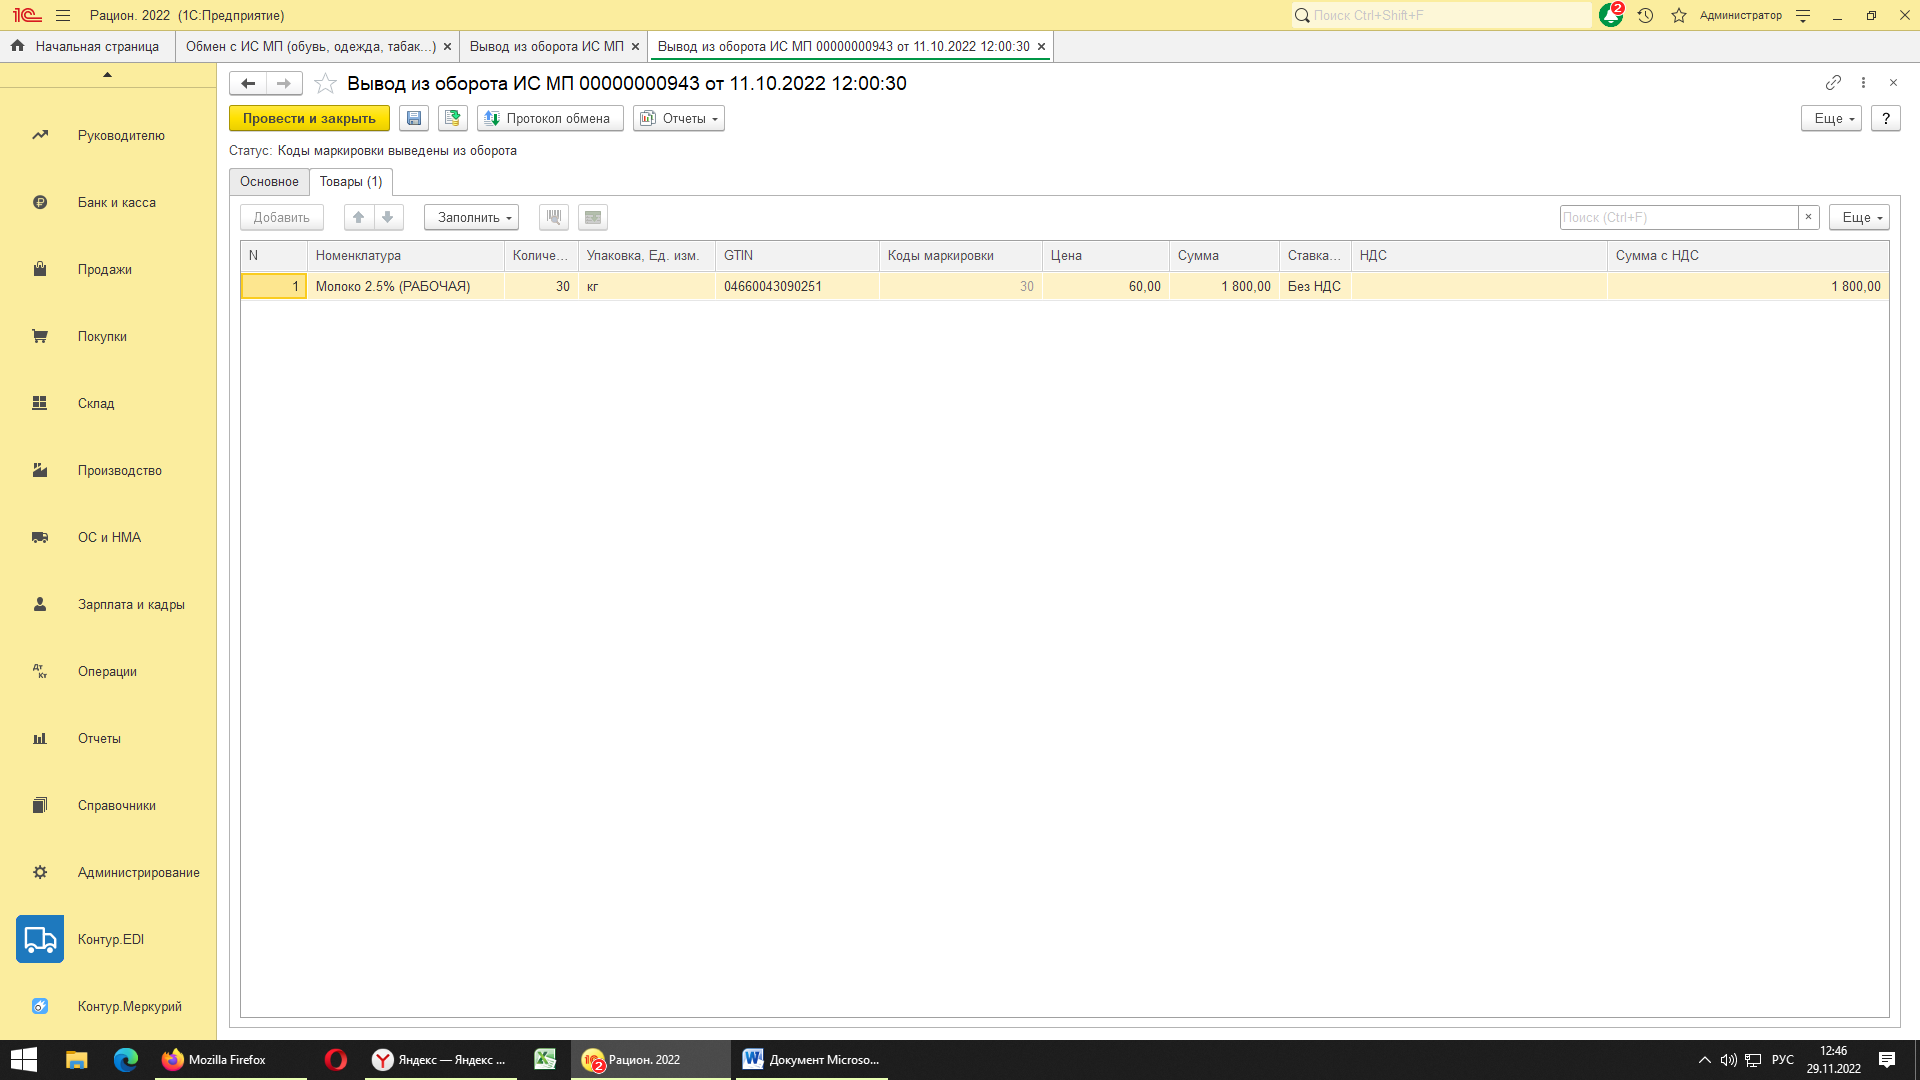 Рацион. 2022 (1С:Предприятие)
Поиск Ctrl+Shift+F
2
Администратор
Начальная страница
Обмен с ИС МП (обувь, одежда, табак...) ×
Вывод из оборота ИС МП ×
Вывод из оборота ИС МП 00000000943 от 11.10.2022 12:00:30 ×
Вывод из оборота ИС МП 00000000943 от 11.10.2022 12:00:30
Провести и закрыть
Протокол обмена
Отчеты
Еще
?
Статус: Коды маркировки выведены из оборота
Основное
Товары (1)
Добавить
Заполнить
Поиск (Ctrl+F)
×
Еще
N Номенклатура Количе... Упаковка, Ед. изм. GTIN Коды маркировки Цена Сумма Ставка... НДС Сумма с НДС
1 Молоко 2.5% (РАБОЧАЯ) 30 кг 04660043090251 30 60,00 1 800,00 Без НДС 1 800,00
Руководителю
Банк и касса
Продажи
Покупки
Склад
Производство
ОС и НМА
Зарплата и кадры
Дт Кт Операции
Отчеты
Справочники
Администрирование
Контур.EDI
Контур.Меркурий
Mozilla Firefox
Яндекс — Яндекс ...
2
Рацион. 2022
Документ Microso...
РУС
12:46
29.11.2022